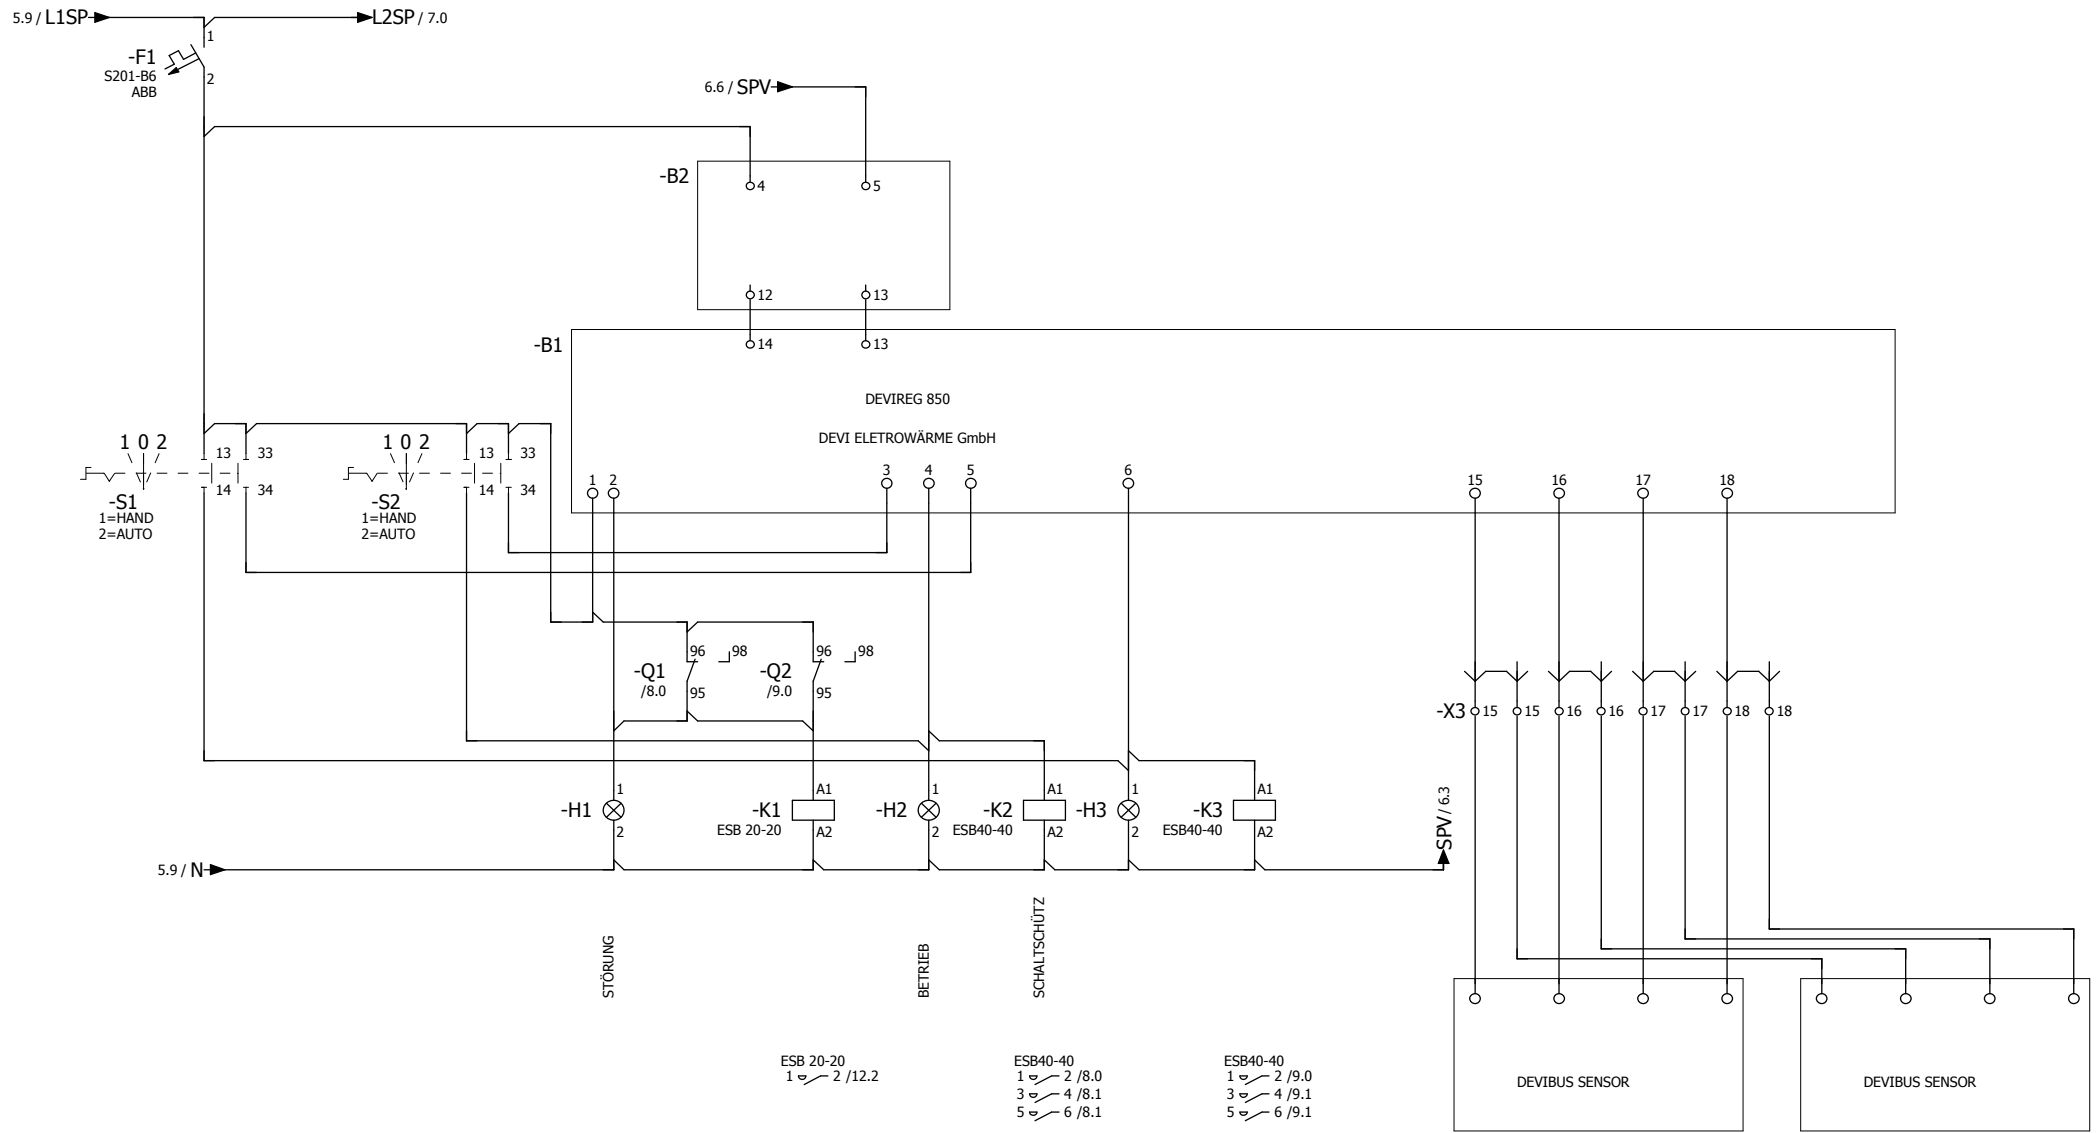 5.9 / L1SP
L2SP / 7.0
1
-F1
S201-B6
ABB
2
6.6 / SPV
-B2
4
5
12
13
-B1
14
13
DEVIREG 850
DEVI ELETROWÄRME GmbH
1 0 2
13
33
1 0 2
13
33
14
34
14
34
-S1
1=HAND
2=AUTO
-S2
1=HAND
2=AUTO
1
2
3
4
5
6
15
16
17
18
-Q1
/8.0
96
98
95
-Q2
/9.0
96
98
95
-X3
15
15
16
16
17
17
18
18
-H1
1
2
-K1
ESB 20-20
A1
A2
-H2
1
2
-K2
ESB40-40
A1
A2
-H3
1
2
-K3
ESB40-40
A1
A2
SPV / 6.3
5.9 / N
STÖRUNG
BETRIEB
SCHALTSCHÜTZ
ESB 20-20
1 2 /12.2
ESB40-40
1 2 /8.0
3 4 /8.1
5 6 /8.1
ESB40-40
1 2 /9.0
3 4 /9.1
5 6 /9.1
DEVIBUS SENSOR
DEVIBUS SENSOR